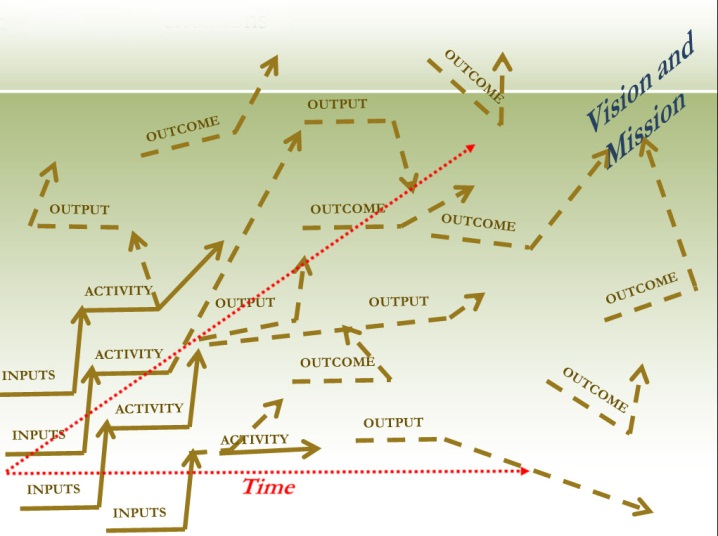 OUTCOME
Vision and
Mission
OUTPUT
OUTCOME
OUTPUT
OUTCOME
OUTCOME
ACTIVITY
OUTPUT
OUTPUT
OUTCOME
ACTIVITY
OUTCOME
INPUTS
OUTCOME
ACTIVITY
OUTPUT
INPUTS
ACTIVITY
INPUTS
Time
INPUTS